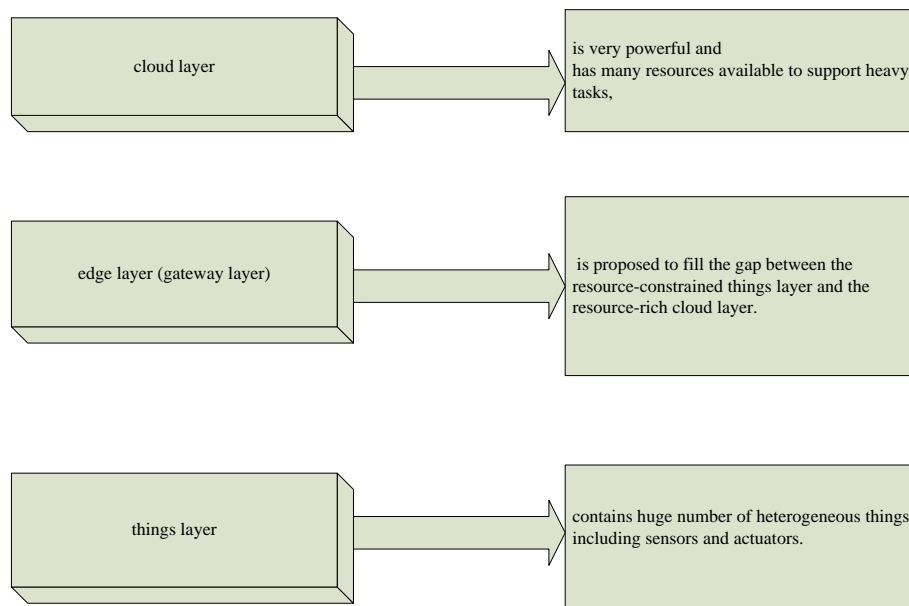 cloud layer
is very powerful and
has many resources available to support heavy
tasks,
edge layer (gateway layer)
is proposed to fill the gap between the
resource-constrained things layer and the
resource-rich cloud layer.
things layer
contains huge number of heterogeneous things
including sensors and actuators.